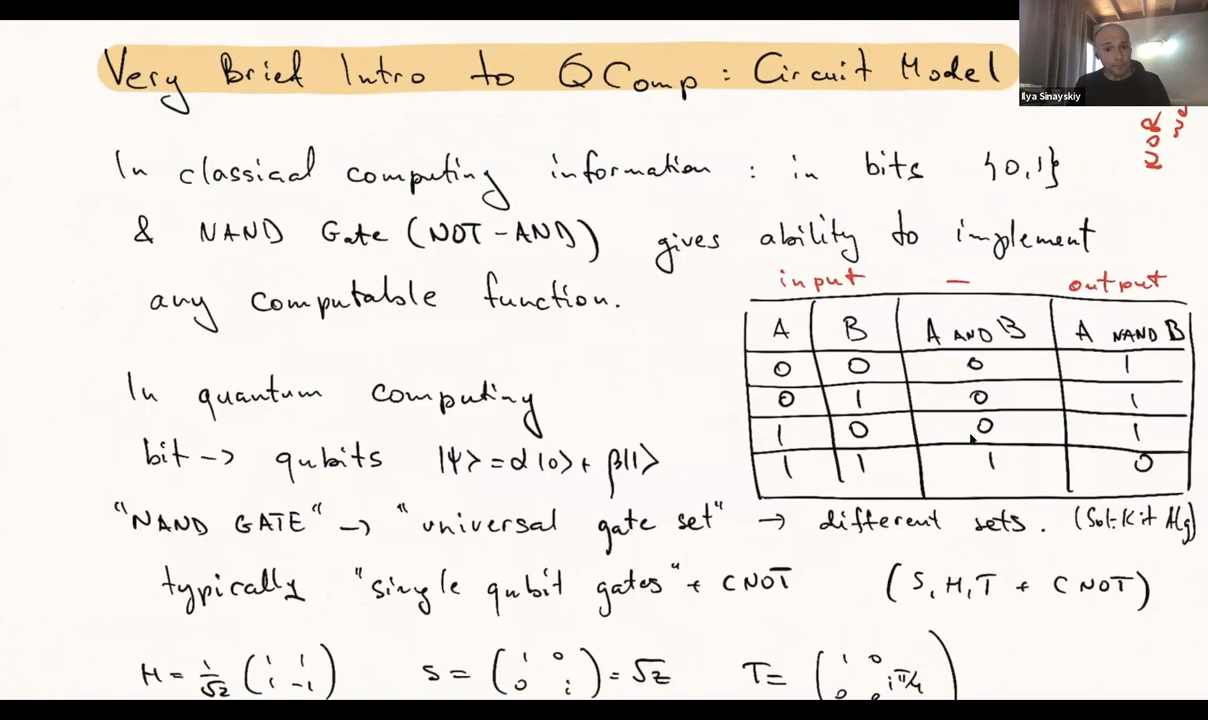 Very Brief Intro to QComp : Circuit Model
Ilya Sinayskiy
NOR
In classical computing information : in bits {0,1}
& NAND Gate (NOT-AND) gives ability to implement
any computable function.
input — output
A B A AND B A NAND B
0 0 0 1
0 1 0 1
1 0 0 1
1 1 1 0
In quantum computing
bit -> qubits |ψ> = α|0> + β|1>
"NAND GATE" -> "universal gate set" -> different sets. (Sol-Kit Alg)
typically "single qubit gates" + CNOT (S, H, T + CNOT)
H = 1/√2 (1 1 1 -1) S = (1 0 0 i) = √Z T = (1 0 0 e iπ/4)